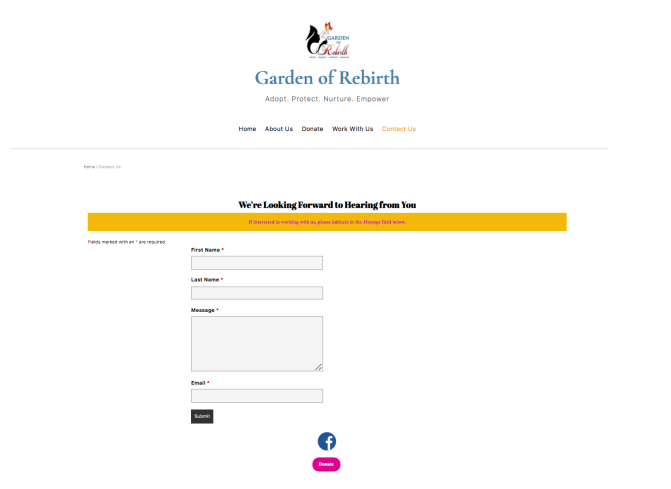 GARDEN
Rebirth
Garden of Rebirth
Adopt. Protect. Nurture. Empower
Home About Us Donate Work With Us Contact Us
Home / Contact Us
We're Looking Forward to Hearing from You
If interested in working with us, please indicate in the Message field below.
Fields marked with an * are required
First Name *
Last Name *
Message *
Email *
Submit
f
Donate